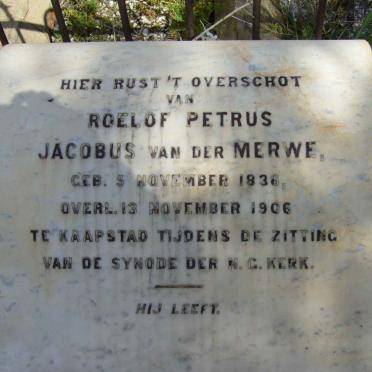 HIER RUST 'T OVERSCHOT
VAN
ROELOF PETRUS
JACOBUS VAN DER MERWE,
GEB. 5 NOVEMBER 1836,
OVERL. 13 NOVEMBER 1906
TE KAAPSTAD TIJDENS DE ZITTING
VAN DE SYNODE DER N. G. KERK.
HIJ LEEFT.